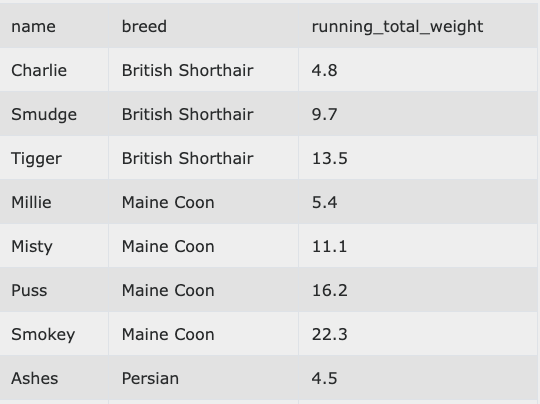 name breed running_total_weight
Charlie British Shorthair 4.8
Smudge British Shorthair 9.7
Tigger British Shorthair 13.5
Millie Maine Coon 5.4
Misty Maine Coon 11.1
Puss Maine Coon 16.2
Smokey Maine Coon 22.3
Ashes Persian 4.5